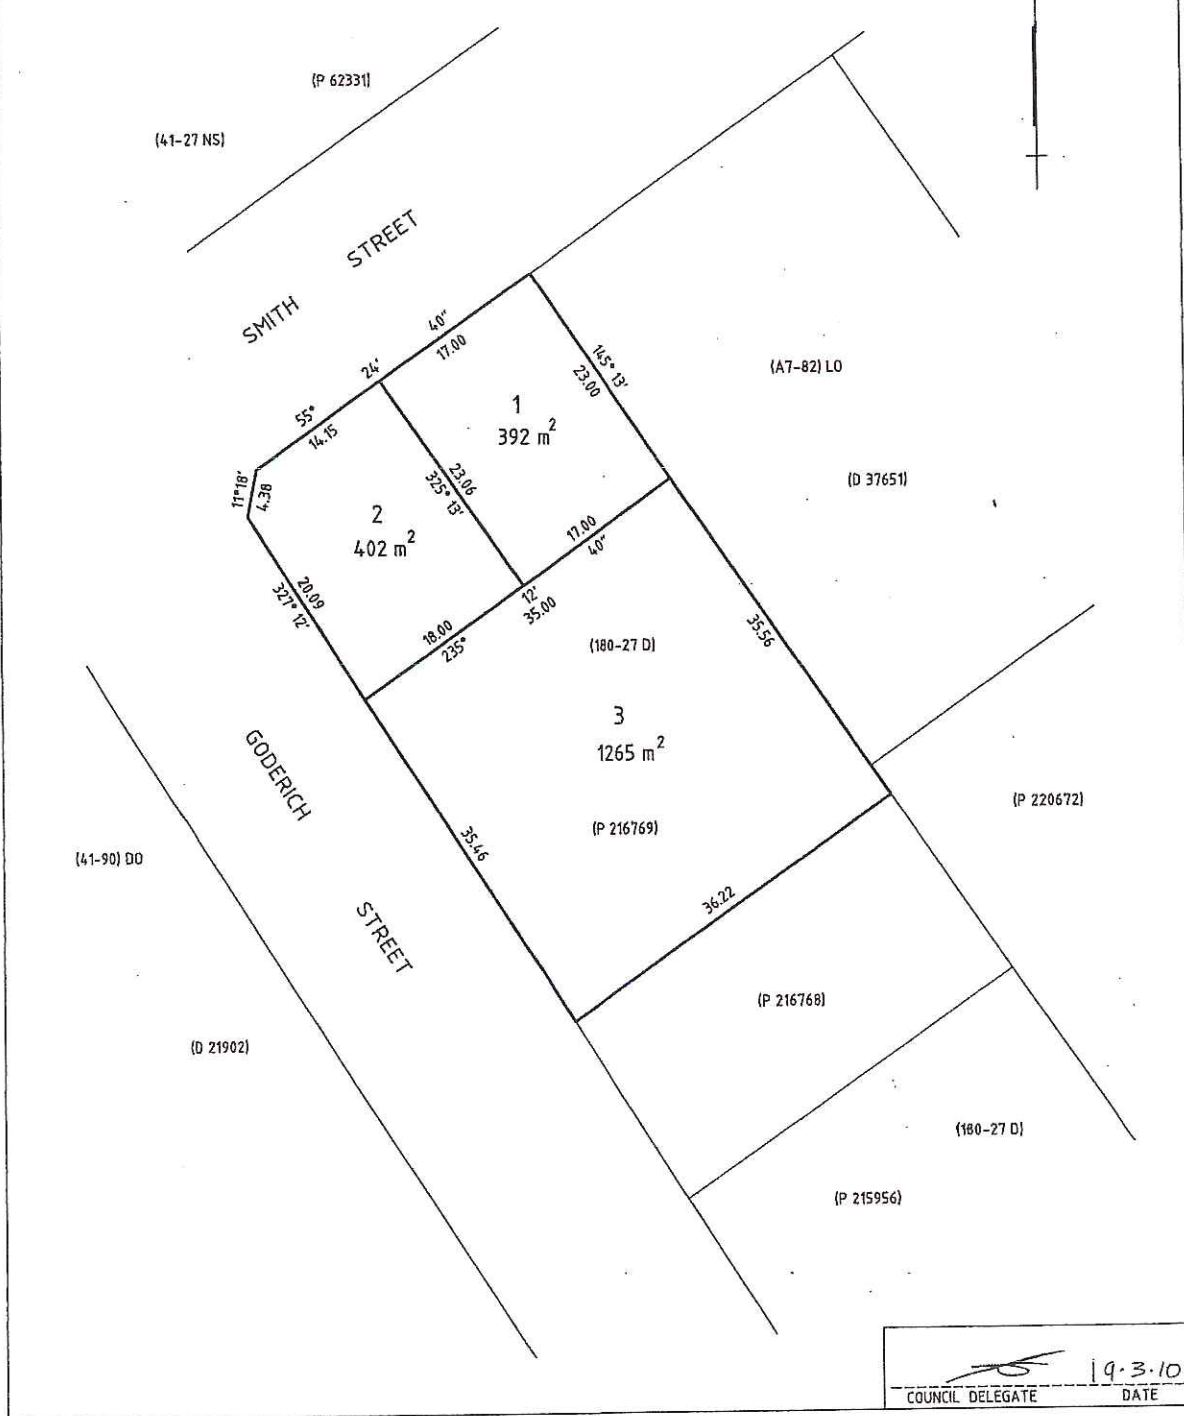 (P 62331)
(41-27 NS)
SMITH STREET
40"
17.00
24'
55°
14.15
145° 13'
23.00
1
392 m²
(A7-82) LO
(D 37651)
11°18'
4.38
23.06
325° 13'
2
402 m²
20.09
327° 12'
17.00
40"
12'
35.00
18.00
235°
(180-27 D)
35.56
3
1265 m²
(P 216769)
GODERICH STREET
35.46
36.22
(41-90) DO
(P 220672)
(D 21902)
(P 216768)
(180-27 D)
(P 215956)
19.3.10
COUNCIL DELEGATE DATE